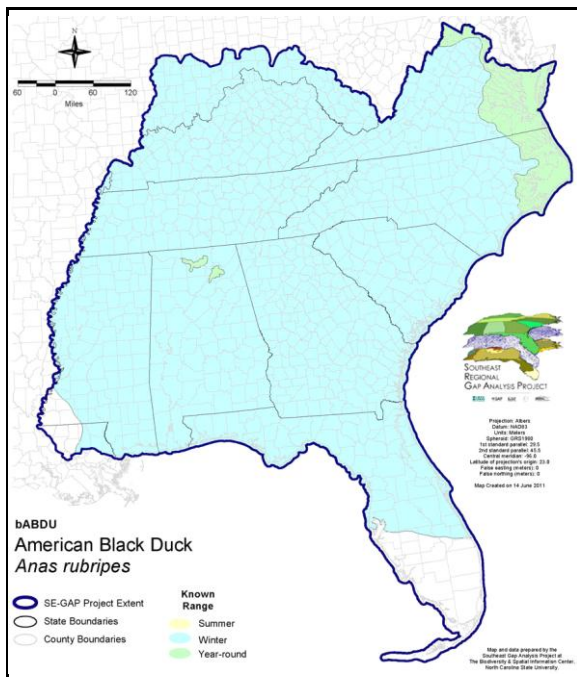 N
60 0 60 120
Miles
SOUTHEAST
REGIONAL
GAP ANALYSIS PROJECT
Projection: Albers
Datum: NAD83
Units: Meters
Spheroid: GRS1980
1st standard parallel: 29.5
2nd standard parallel: 45.5
Central meridian: -96.0
Latitude of projection's origin: 23.0
False easting (meters): 0
False northing (meters): 0
Map Created on 14 June 2011
bABDU
American Black Duck
Anas rubripes
SE-GAP Project Extent
State Boundaries
County Boundaries
Known
Range
Summer
Winter
Year-round
Map and data prepared by the
Southeast Gap Analysis Project at
The Biodiversity & Spatial Information Center,
North Carolina State University.